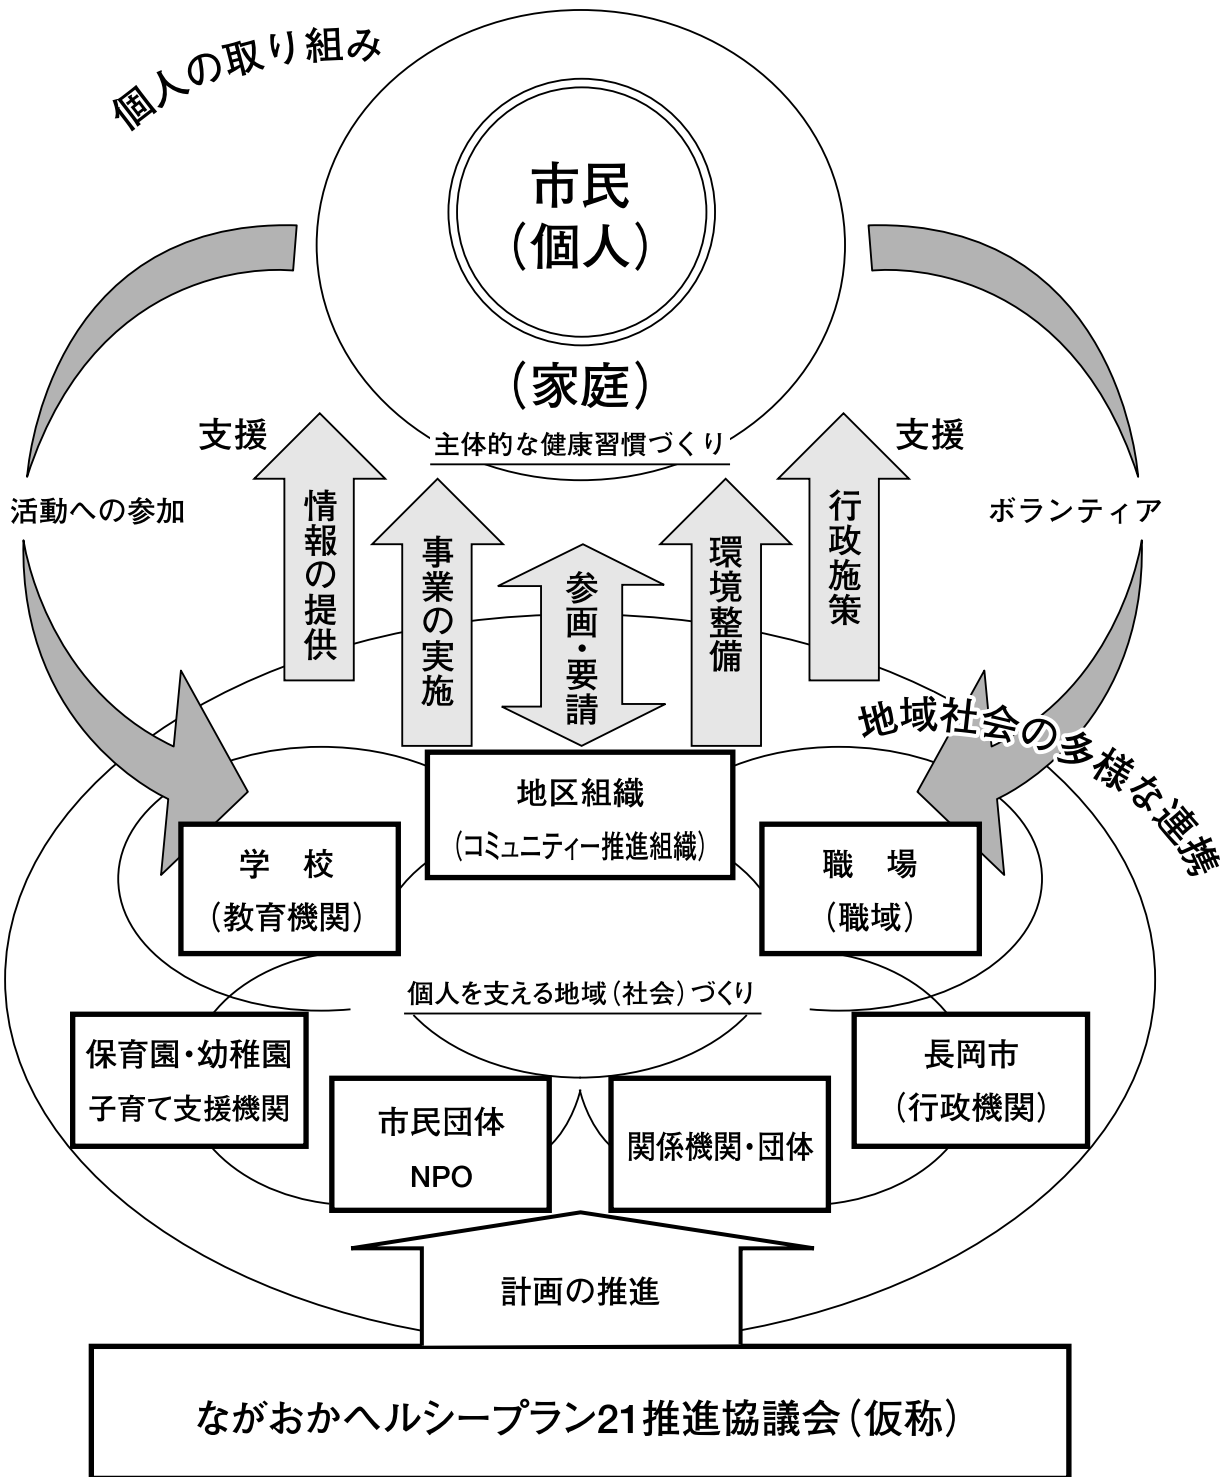 個人の取り組み
市民
（個人）
（家庭）
主体的な健康習慣づくり
支援
支援
活動への参加
ボランティア
情報の提供
事業の実施
参画・要請
環境整備
行政施策
地域社会の多様な連携
地区組織
（コミュニティー推進組織）
学　校
（教育機関）
職　場
（職域）
個人を支える地域（社会）づくり
保育園・幼稚園
子育て支援機関
長岡市
（行政機関）
市民団体
NPO
関係機関・団体
計画の推進
ながおかヘルシープラン21推進協議会（仮称）